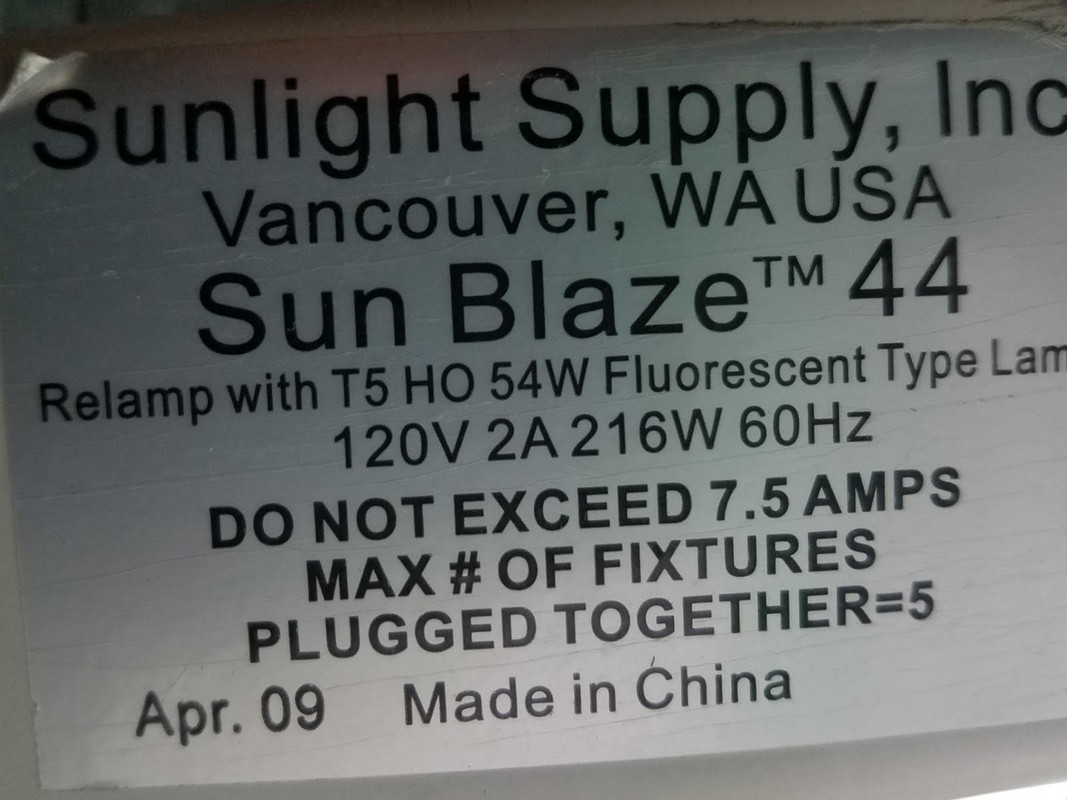 Sunlight Supply, Inc
Vancouver, WA USA
Sun Blaze™ 44
Relamp with T5 HO 54W Fluorescent Type Lam
120V 2A 216W 60Hz
DO NOT EXCEED 7.5 AMPS
MAX # OF FIXTURES
PLUGGED TOGETHER=5
Apr. 09 Made in China